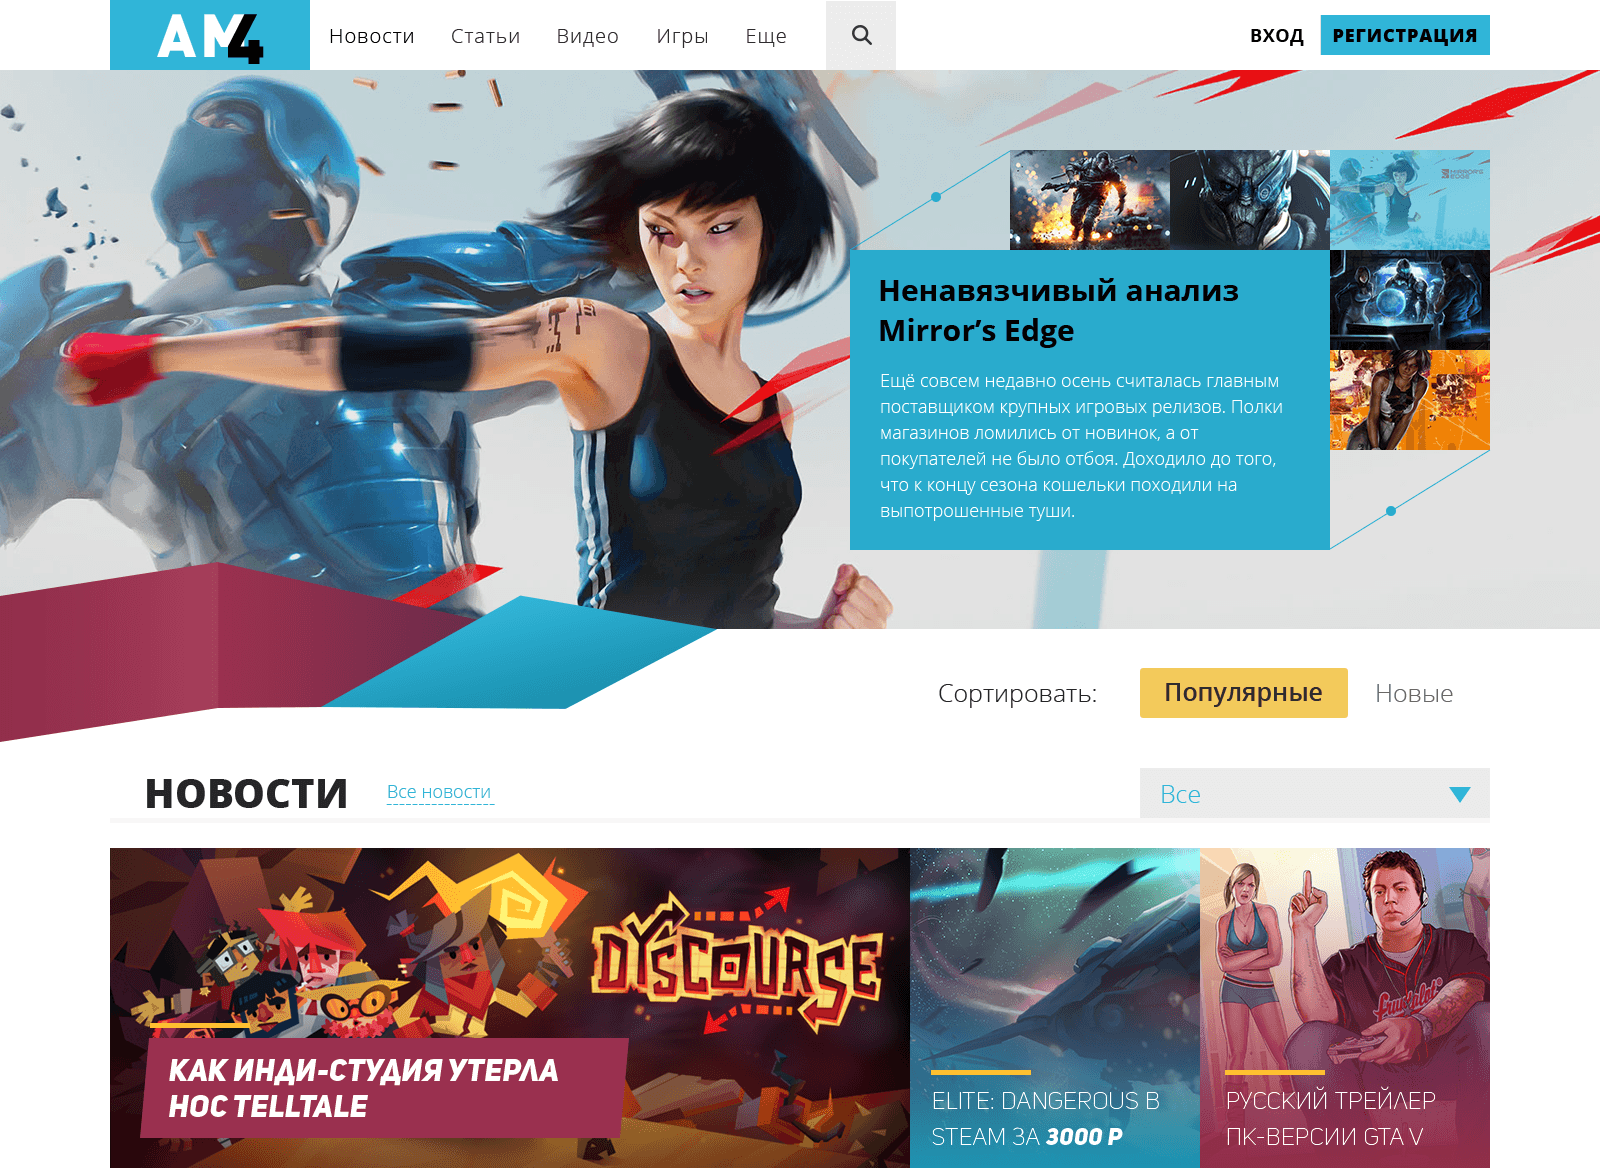 AM4
Новости Статьи Видео Игры Еще
ВХОД РЕГИСТРАЦИЯ
MIRROR'S
EDGE
Ненавязчивый анализ
Mirror’s Edge
Ещё совсем недавно осень считалась главным
поставщиком крупных игровых релизов. Полки
магазинов ломились от новинок, а от
покупателей не было отбоя. Доходило до того,
что к концу сезона кошельки походили на
выпотрошенные туши.
Сортировать: Популярные Новые
НОВОСТИ Все новости Все
DYSCOURSE
КАК ИНДИ-СТУДИЯ УТЕРЛА
НОС TELLTALE
ELITE: DANGEROUS В
STEAM ЗА 3000 Р
РУССКИЙ ТРЕЙЛЕР
ПК-ВЕРСИИ GTA V